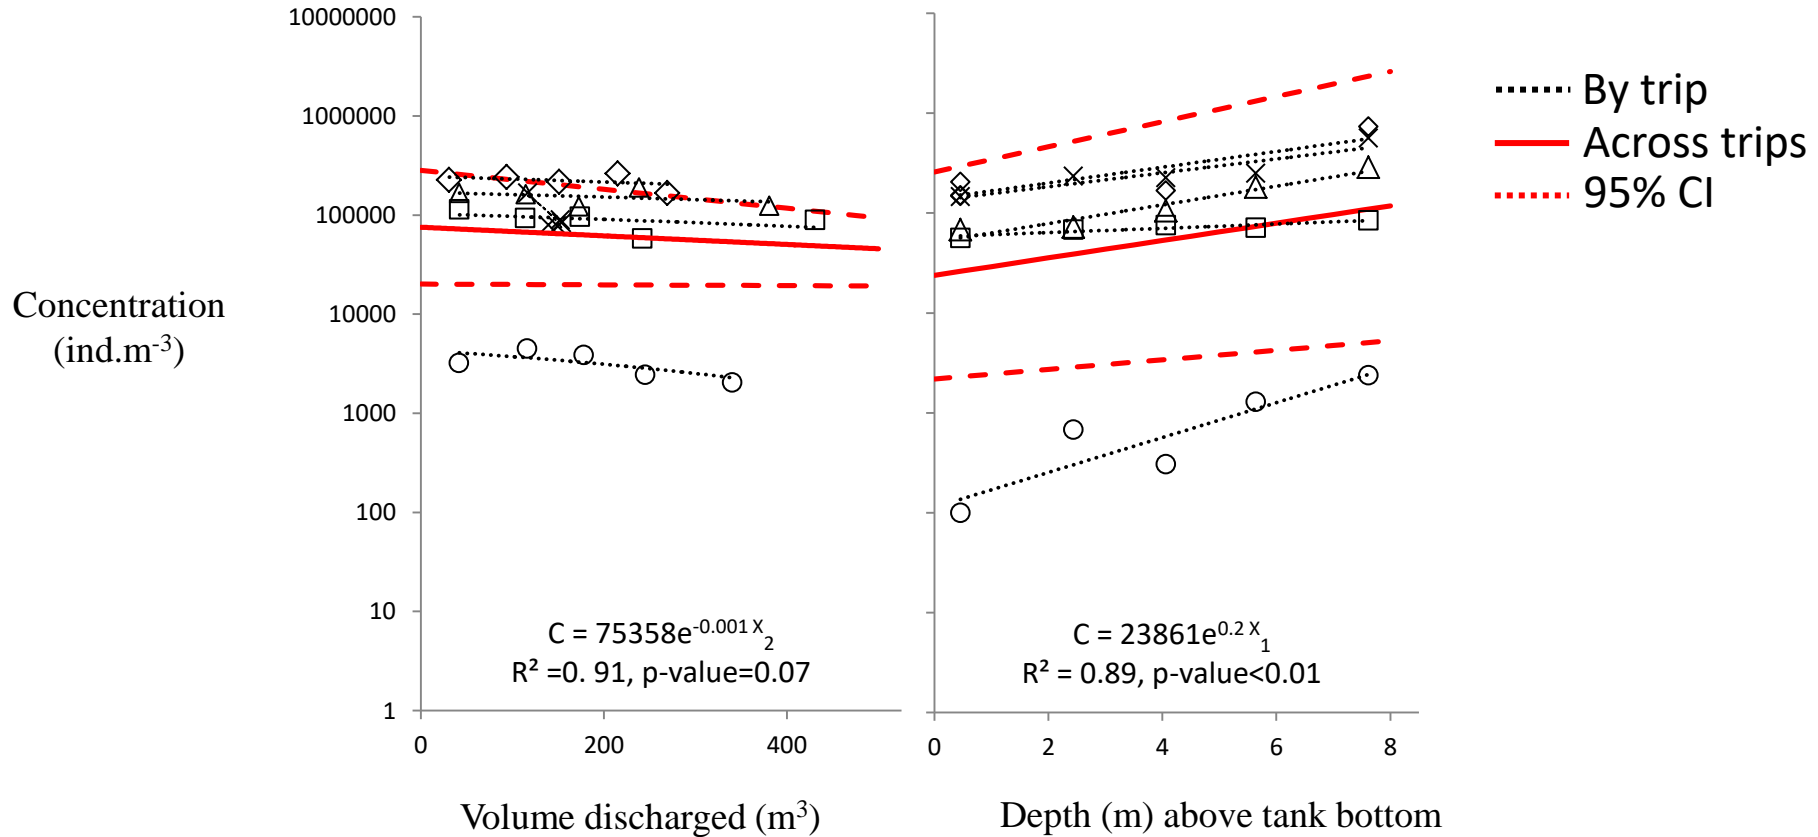 10000000
1000000
100000
10000
1000
100
10
1
Concentration
(ind.m-3)
C = 75358e-0.001 X2
R² =0. 91, p-value=0.07
0 200 400
Volume discharged (m3)
C = 23861e0.2 X1
R² = 0.89, p-value<0.01
0 2 4 6 8
Depth (m) above tank bottom
By trip
Across trips
95% CI